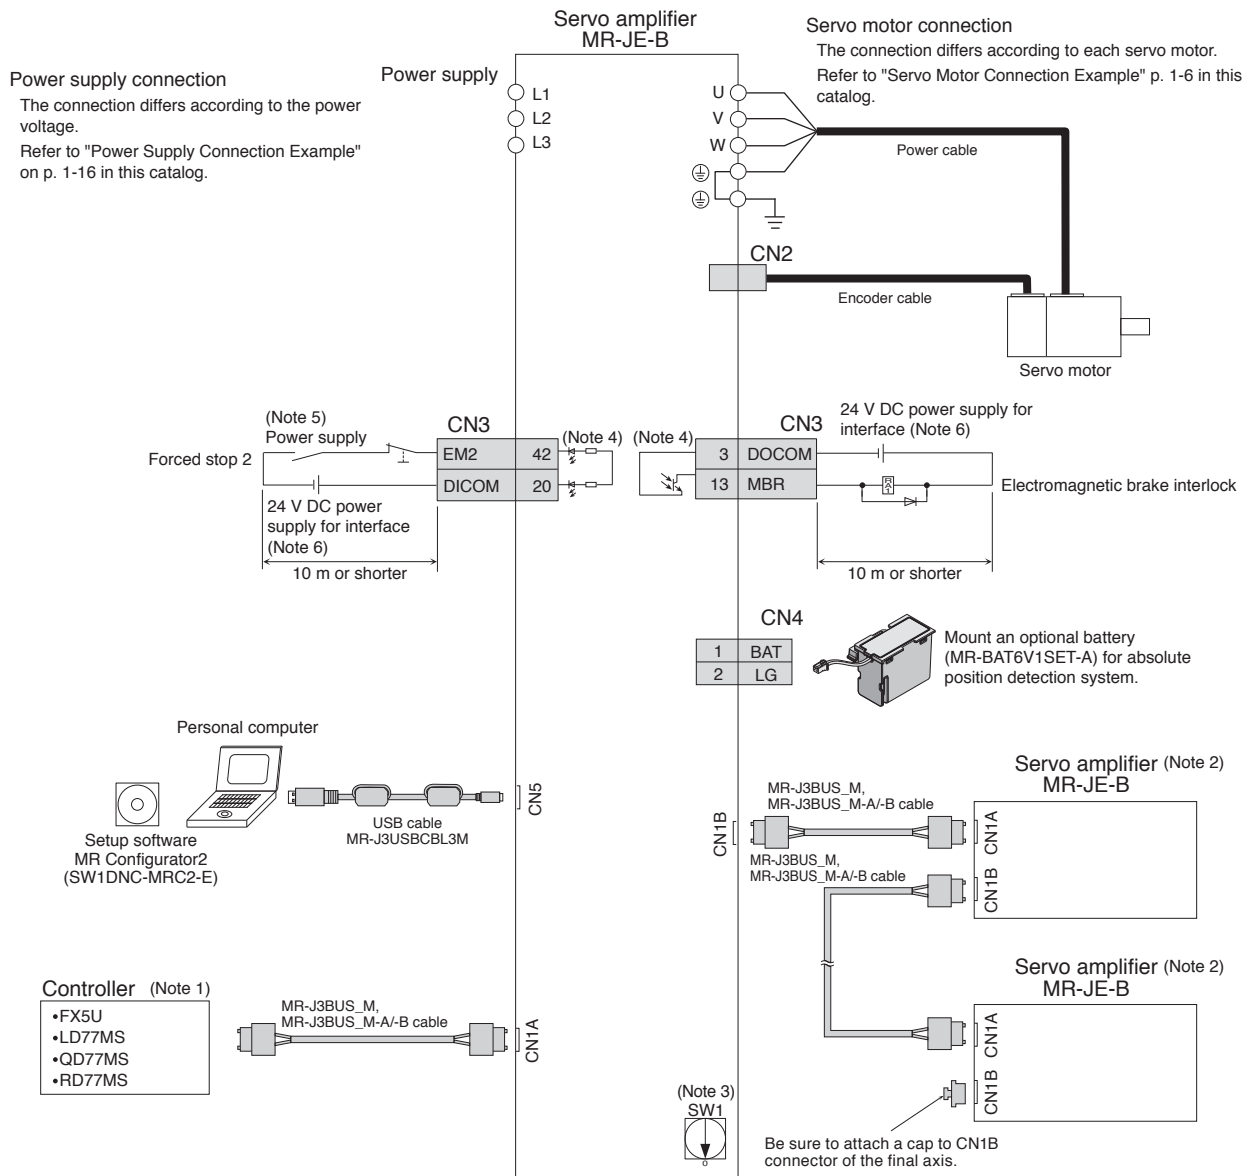 Servo amplifier
MR-JE-B
Servo motor connection
The connection differs according to each servo motor.
Refer to "Servo Motor Connection Example" p. 1-6 in this
catalog.
Power supply connection
The connection differs according to the power
voltage.
Refer to "Power Supply Connection Example"
on p. 1-16 in this catalog.
Power supply
L1
L2
L3
U
V
W
Power cable
CN2
Encoder cable
Servo motor
(Note 5)
Power supply
Forced stop 2
CN3
EM2 42
DICOM 20
(Note 4)
24 V DC power
supply for interface
(Note 6)
10 m or shorter
(Note 4)
CN3
3 DOCOM
13 MBR
24 V DC power supply for
interface (Note 6)
RA1
Electromagnetic brake interlock
10 m or shorter
CN4
1 BAT
2 LG
Mount an optional battery
(MR-BAT6V1SET-A) for absolute
position detection system.
Personal computer
Setup software
MR Configurator2
(SW1DNC-MRC2-E)
USB cable
MR-J3USBCBL3M
CN5
CN1B
MR-J3BUS_M,
MR-J3BUS_M-A/-B cable
MR-J3BUS_M,
MR-J3BUS_M-A/-B cable
Servo amplifier (Note 2)
MR-JE-B
CN1A
CN1B
Servo amplifier (Note 2)
MR-JE-B
CN1A
CN1B
Controller (Note 1)
•FX5U
•LD77MS
•QD77MS
•RD77MS
MR-J3BUS_M,
MR-J3BUS_M-A/-B cable
CN1A
(Note 3)
SW1
0
Be sure to attach a cap to CN1B
connector of the final axis.